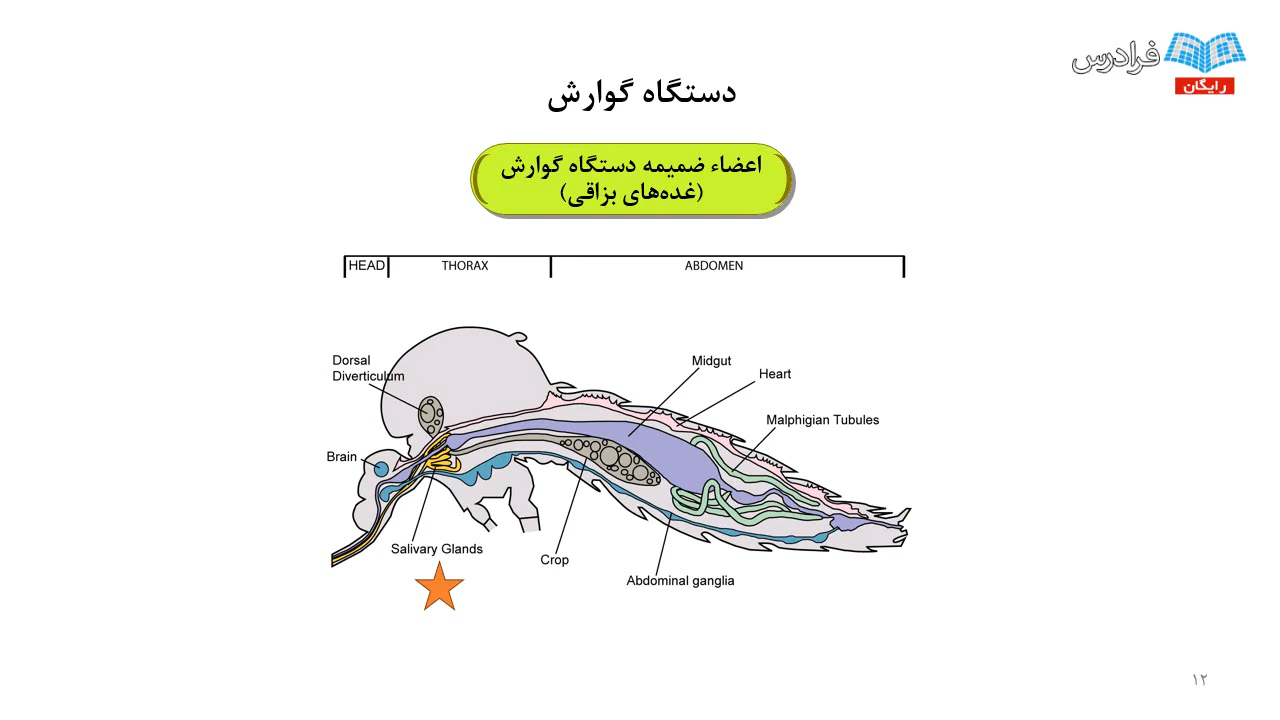 فرادرس
رایگان
دستگاه گوارش
اعضاء ضمیمه دستگاه گوارش
(غده‌های بزاقی)
HEAD
THORAX
ABDOMEN
Dorsal
Diverticulum
Midgut
Heart
Malphigian Tubules
Brain
Salivary Glands
Crop
Abdominal ganglia
۱۲